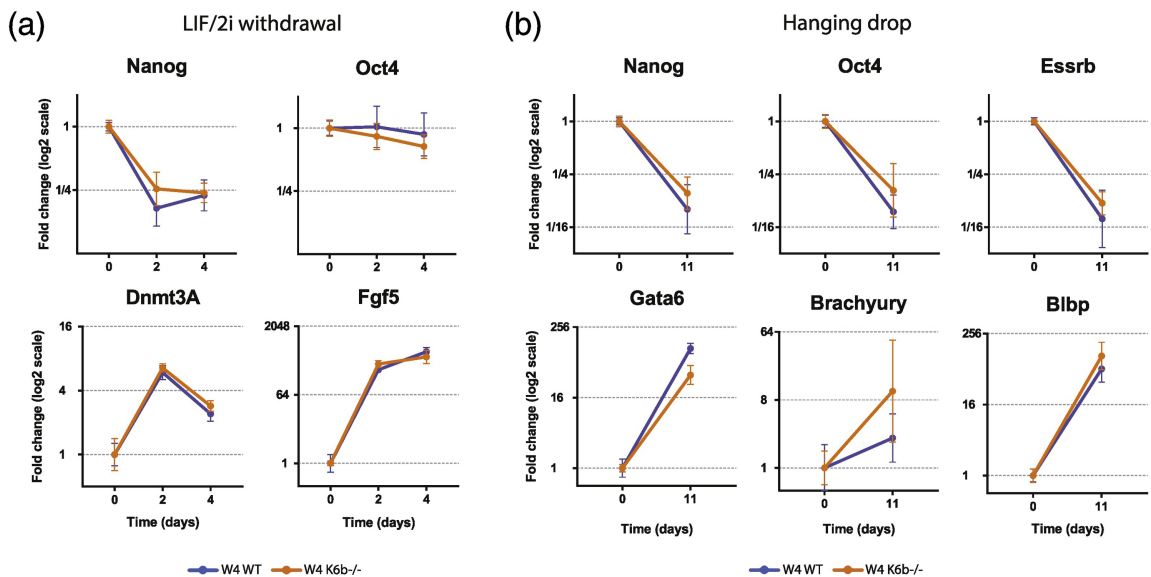 (a)
LIF/2i withdrawal
Nanog
Oct4
Fold change (log2 scale)
1
1/4
0
2
4
1
1/4
0
2
4
Dnmt3A
Fgf5
Fold change (log2 scale)
16
4
1
0
2
4
Time (days)
2048
64
1
0
2
4
Time (days)
W4 WT
W4 K6b-/-
(b)
Hanging drop
Nanog
Oct4
Essrb
Fold change (log2 scale)
1
1/4
1/16
0
11
1
1/4
1/16
0
11
1
1/4
1/16
0
11
Gata6
Brachyury
Blbp
Fold change (log2 scale)
256
16
1
0
11
Time (days)
64
8
1
0
11
Time (days)
256
16
1
0
11
Time (days)
W4 WT
W4 K6b-/-